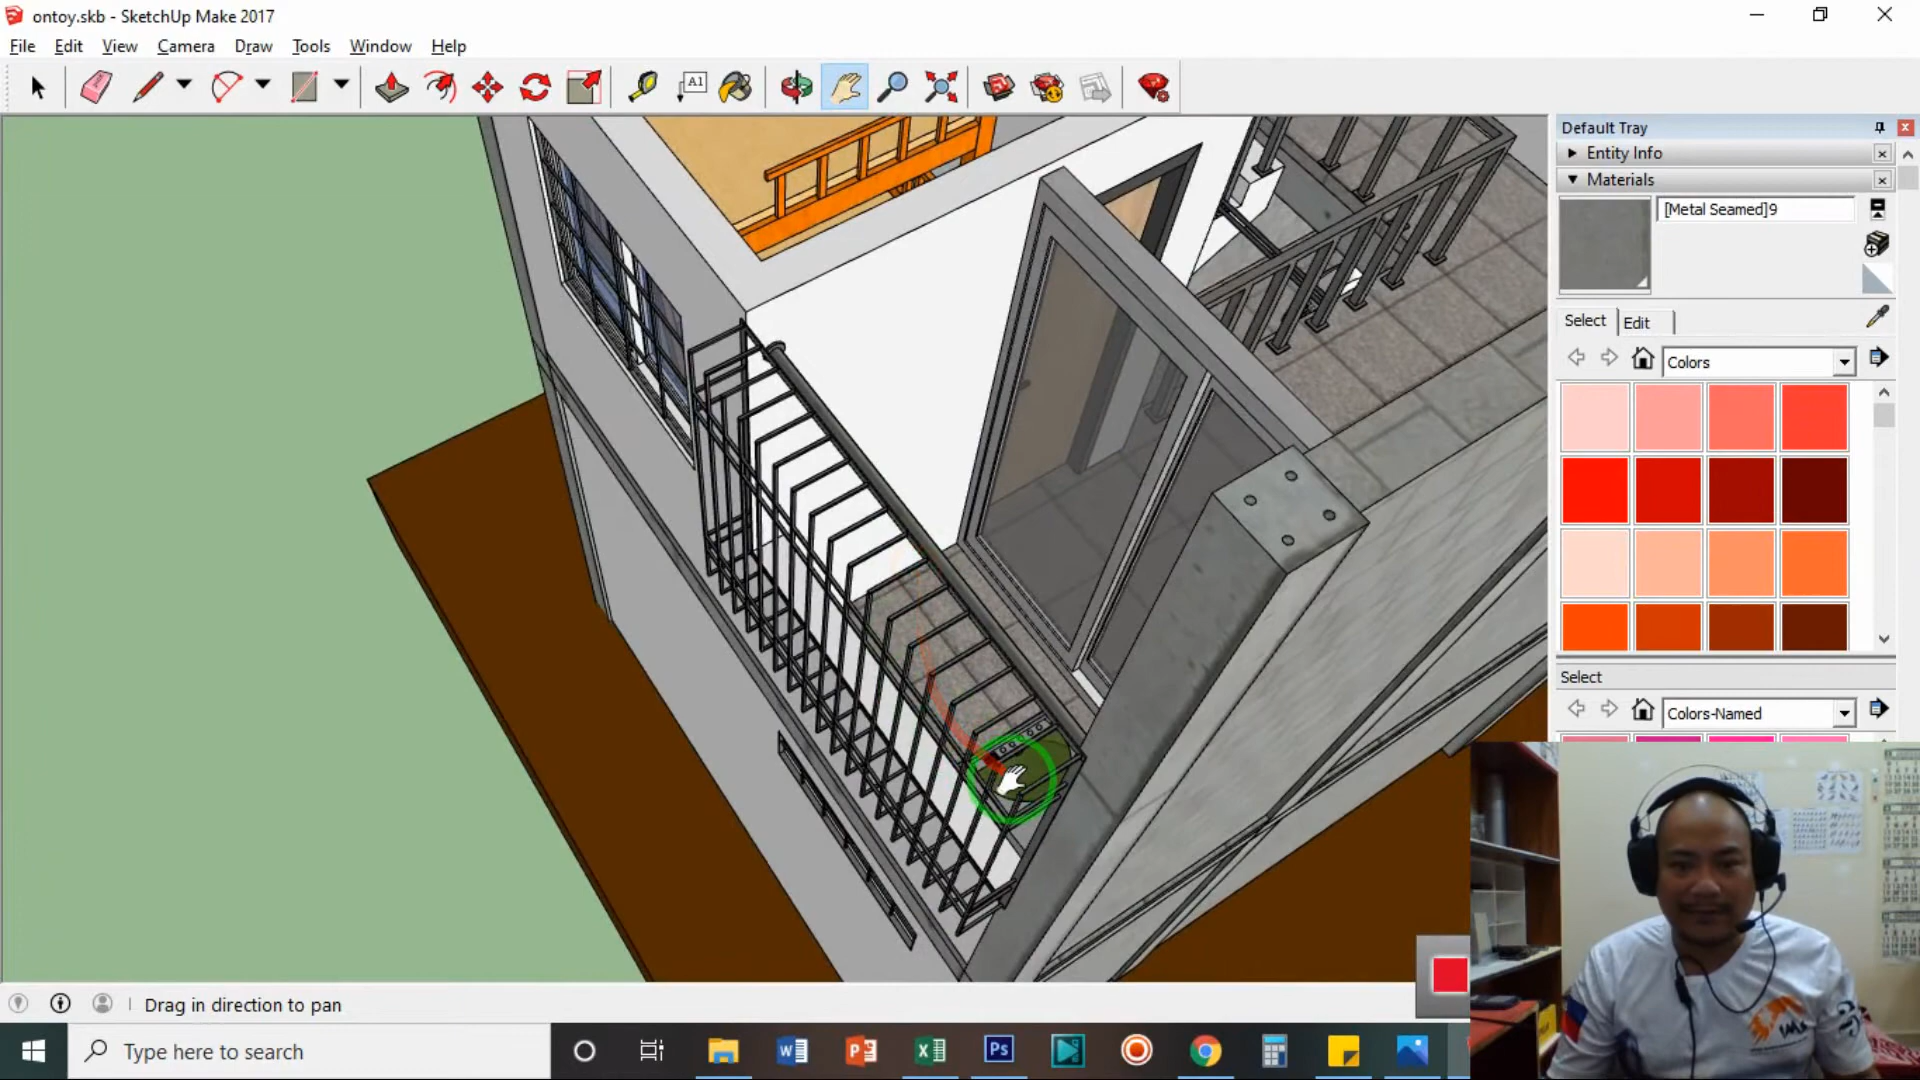 ontoy.skb - SketchUp Make 2017
File Edit View Camera Draw Tools Window Help
A1
Default Tray
Entity Info
Materials
[Metal Seamed]9
Select Edit
Colors
Select
Colors-Named
Drag in direction to pan
Type here to search